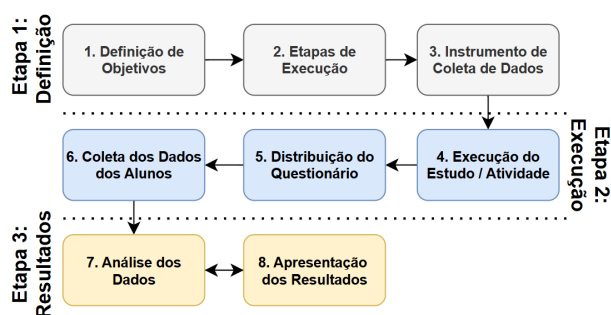 Etapa 1:
Definição
1. Definição de
Objetivos
2. Etapas de
Execução
3. Instrumento de
Coleta de Dados
Etapa 2:
Execução
4. Execução do
Estudo / Atividade
5. Distribuição do
Questionário
6. Coleta dos Dados
dos Alunos
Etapa 3:
Resultados
7. Análise dos
Dados
8. Apresentação
dos Resultados